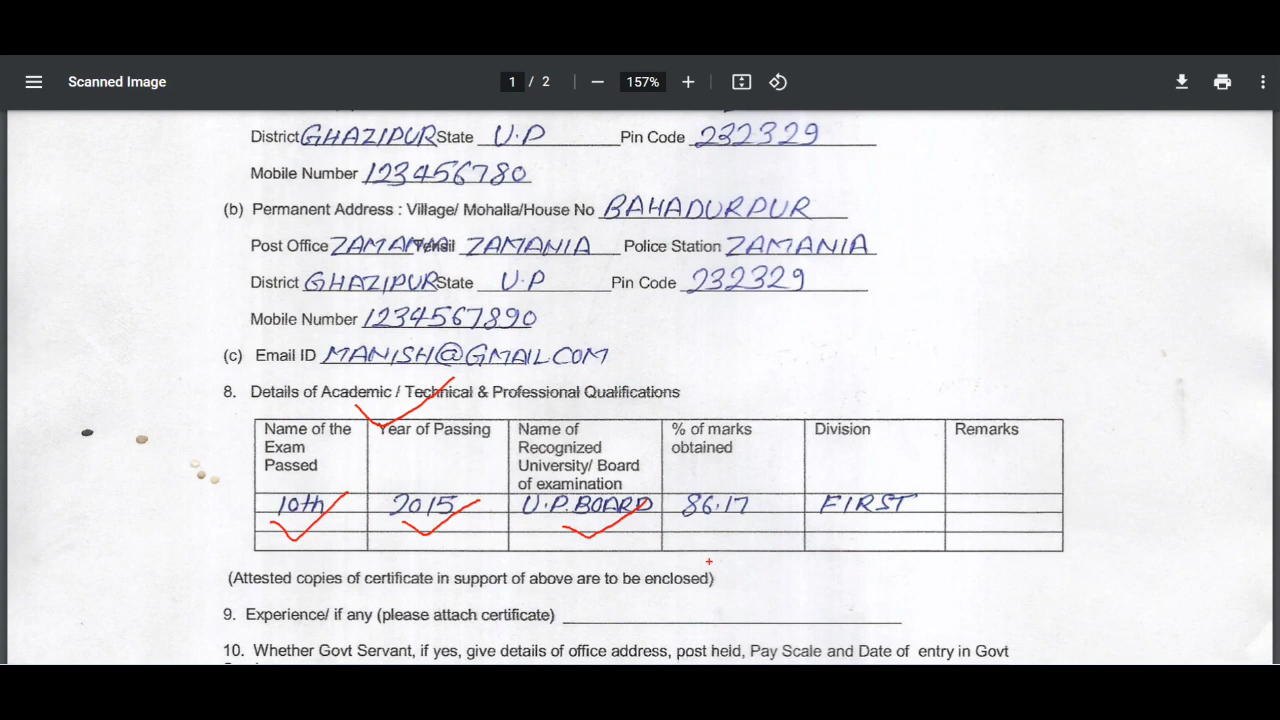 Scanned Image 1 / 2 157%
District GHAZIPUR State U.P Pin Code 232329
Mobile Number 123456780
(b) Permanent Address : Village/ Mohalla/House No BAHADURPUR
Post Office ZAMANIA Tehsil ZAMANIA Police Station ZAMANIA
District GHAZIPUR State U.P Pin Code 232329
Mobile Number 1234567890
(c) Email ID MANISH@GMAIL.COM
8. Details of Academic / Technical & Professional Qualifications
Name of the Exam Passed
Year of Passing
Name of Recognized University/ Board of examination
% of marks obtained
Division
Remarks
10th 2015 U.P.BOARD 86.17 FIRST
(Attested copies of certificate in support of above are to be enclosed)
9. Experience/ if any (please attach certificate)
10. Whether Govt Servant, if yes, give details of office address, post held, Pay Scale and Date of entry in Govt